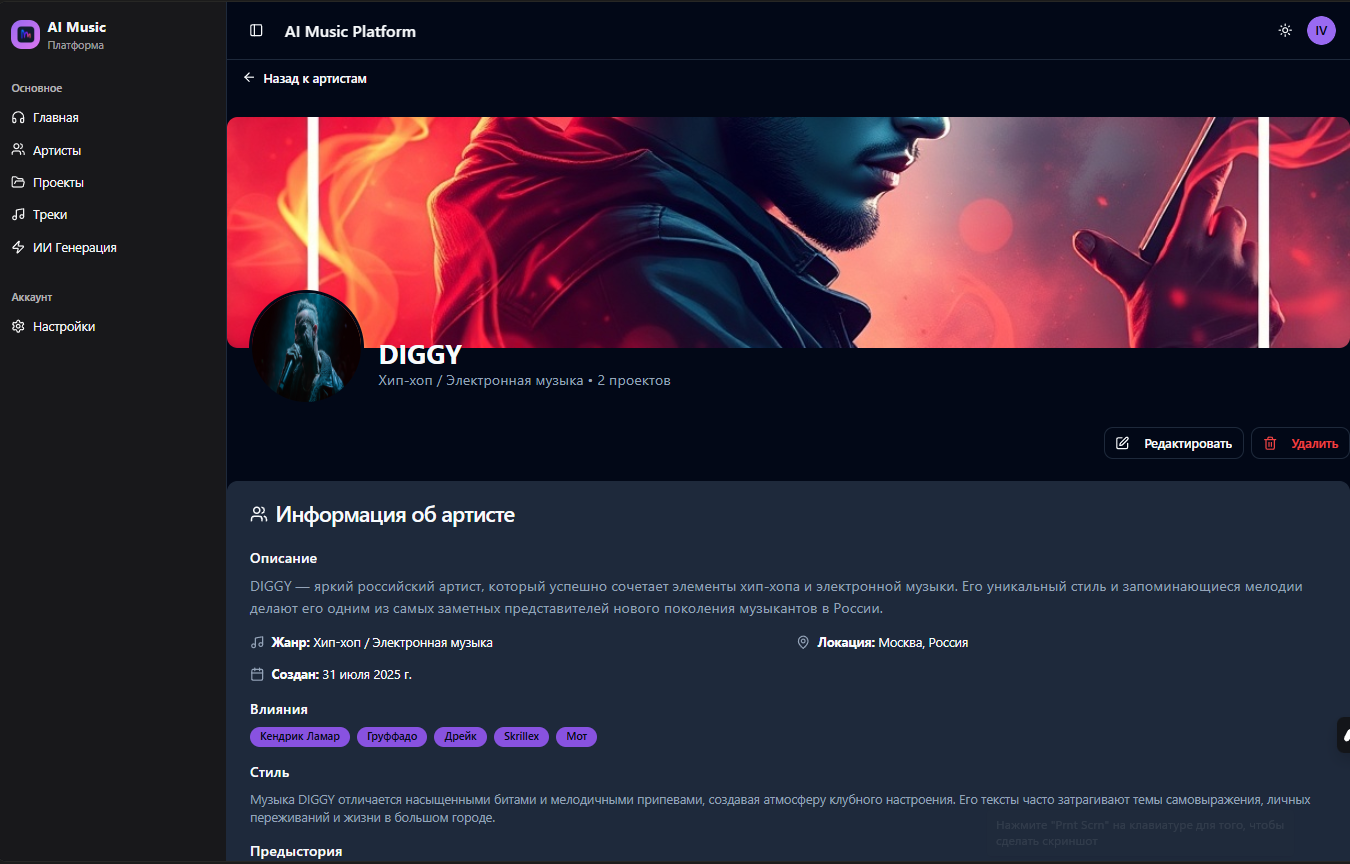 AI Music
Платформа
AI Music Platform
IV
Назад к артистам
Основное
Главная
Артисты
Проекты
Треки
ИИ Генерация
Аккаунт
Настройки
DIGGY
Хип-хоп / Электронная музыка • 2 проектов
Редактировать
Удалить
Информация об артисте
Описание
DIGGY — яркий российский артист, который успешно сочетает элементы хип-хопа и электронной музыки. Его уникальный стиль и запоминающиеся мелодии
делают его одним из самых заметных представителей нового поколения музыкантов в России.
Жанр: Хип-хоп / Электронная музыка
Локация: Москва, Россия
Создан: 31 июля 2025 г.
Влияния
Кендрик Ламар
Груффадо
Дрейк
Skrillex
Мот
Стиль
Музыка DIGGY отличается насыщенными битами и мелодичными припевами, создавая атмосферу клубного настроения. Его тексты часто затрагивают темы самовыражения, личных
переживаний и жизни в большом городе.
Нажмите "Prnt Scrn" на клавиатуре для того, чтобы
сделать скриншот
Предыстория